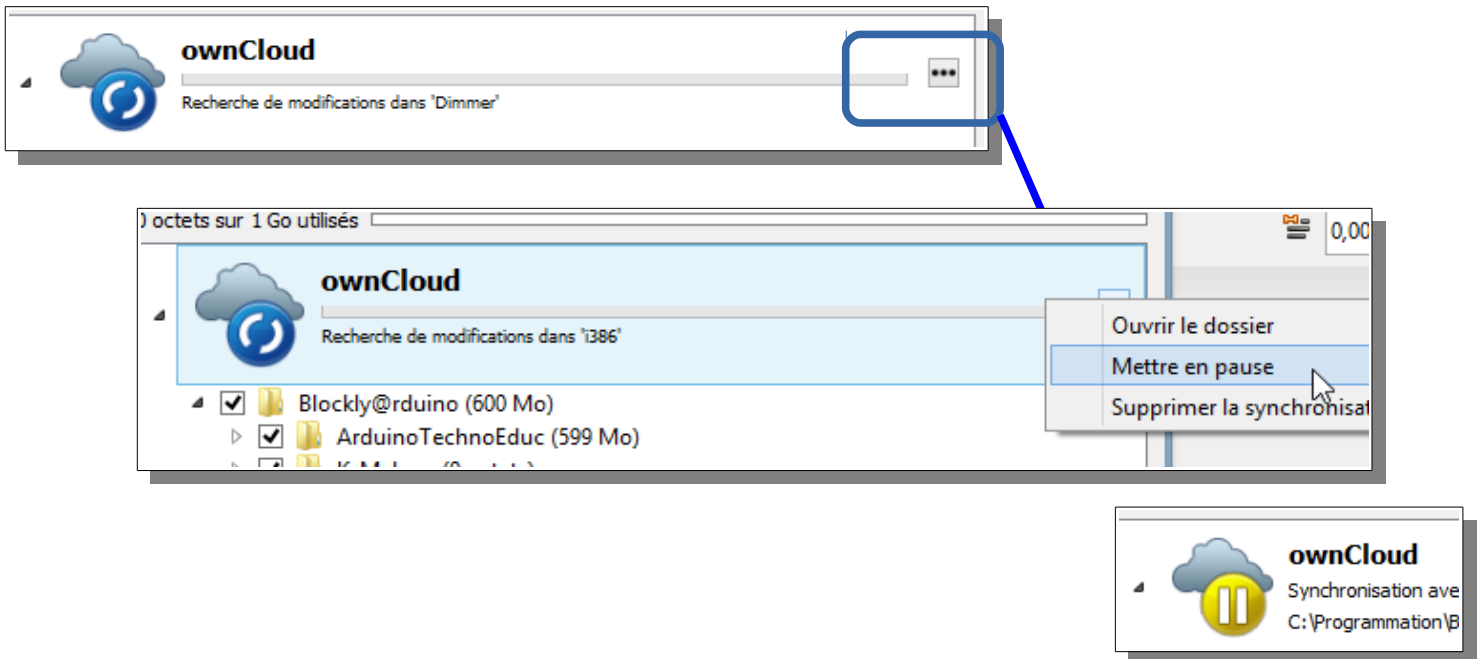 ownCloud
•••
Recherche de modifications dans 'Dimmer'
octets sur 1 Go utilisés
0,00
ownCloud
Recherche de modifications dans 'i386'
Ouvrir le dossier
Mettre en pause
Supprimer la synchronisat
Blockly@rduino (600 Mo)
ArduinoTechnoEduc (599 Mo)
ownCloud
Synchronisation ave
C:\Programmation\B